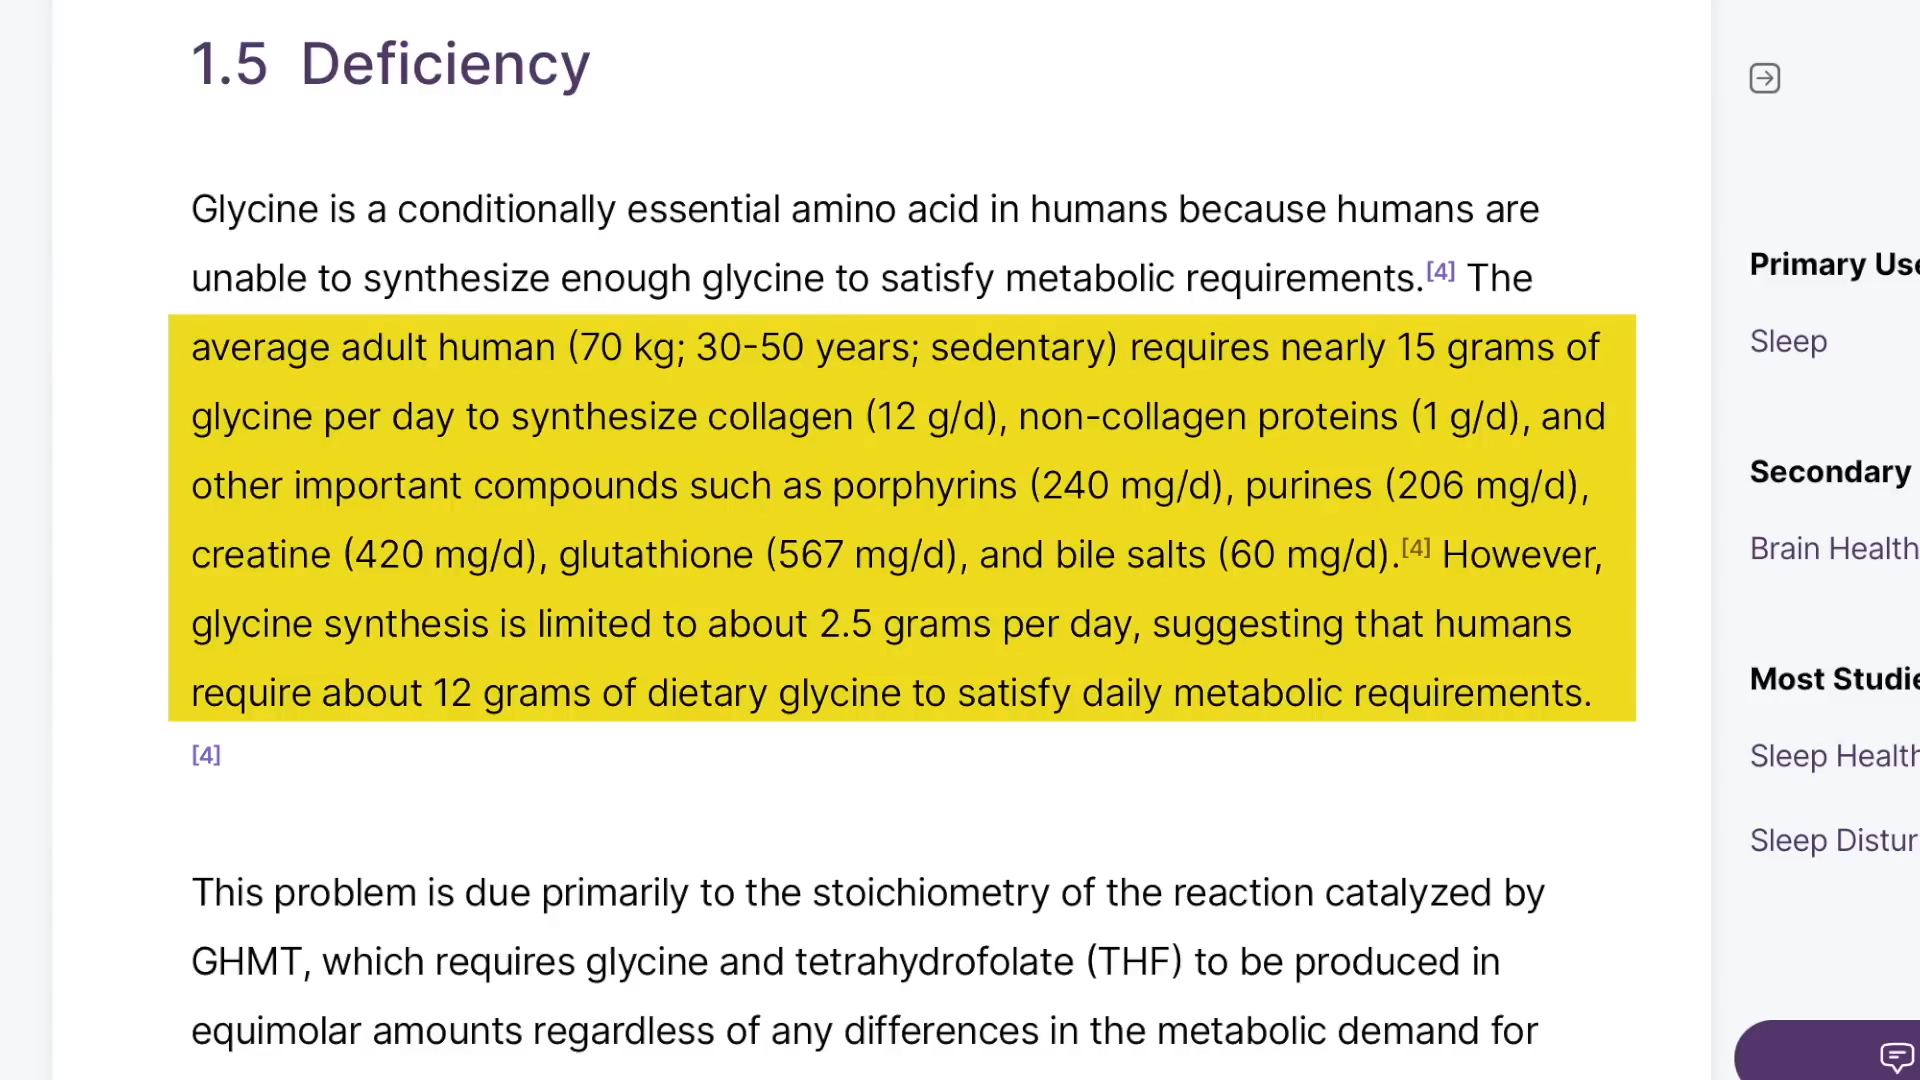 1.5 Deficiency
Glycine is a conditionally essential amino acid in humans because humans are
unable to synthesize enough glycine to satisfy metabolic requirements.[4] The
average adult human (70 kg; 30-50 years; sedentary) requires nearly 15 grams of
glycine per day to synthesize collagen (12 g/d), non-collagen proteins (1 g/d), and
other important compounds such as porphyrins (240 mg/d), purines (206 mg/d),
creatine (420 mg/d), glutathione (567 mg/d), and bile salts (60 mg/d).[4] However,
glycine synthesis is limited to about 2.5 grams per day, suggesting that humans
require about 12 grams of dietary glycine to satisfy daily metabolic requirements.
[4]
This problem is due primarily to the stoichiometry of the reaction catalyzed by
GHMT, which requires glycine and tetrahydrofolate (THF) to be produced in
equimolar amounts regardless of any differences in the metabolic demand for
Primary Use
Sleep
Secondary
Brain Health
Most Studie
Sleep Health
Sleep Distur